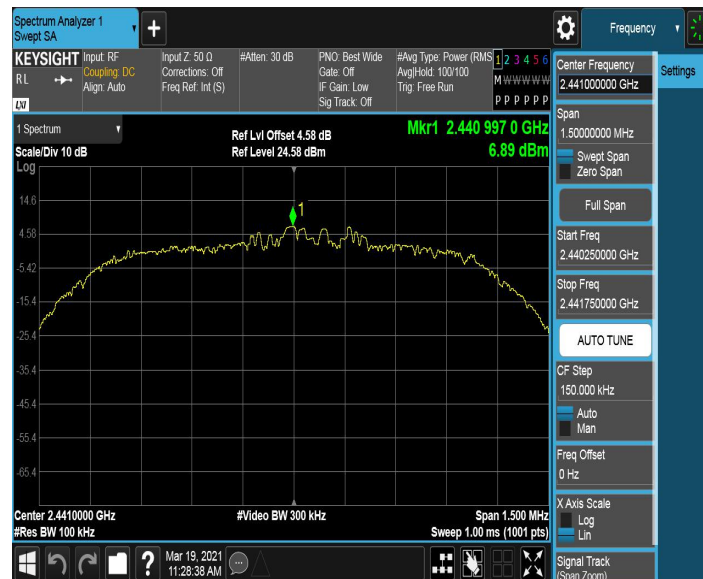 Spectrum Analyzer 1
Swept SA
+
Frequency
KEYSIGHT
RL
LXI
Input: RF
Coupling: DC
Align: Auto
Input Z: 50 Ω
Corrections: Off
Freq Ref: Int (S)
#Atten: 30 dB
PNO: Best Wide
Gate: Off
IF Gain: Low
Sig Track: Off
#Avg Type: Power (RMS
Avg|Hold: 100/100
Trig: Free Run
1 2 3 4 5 6
M W W W W W
P P P P P P
1 Spectrum
Scale/Div 10 dB
Ref Lvl Offset 4.58 dB
Ref Level 24.58 dBm
Mkr1 2.440 997 0 GHz
6.89 dBm
Log
14.6
4.58
-5.42
-15.4
-25.4
-35.4
-45.4
-55.4
-65.4
1
Center 2.4410000 GHz
#Res BW 100 kHz
#Video BW 300 kHz
Span 1.500 MHz
Sweep 1.00 ms (1001 pts)
?
Mar 19, 2021
11:28:38 AM
Center Frequency
2.441000000 GHz
Settings
Span
1.50000000 MHz
Swept Span
Zero Span
Full Span
Start Freq
2.440250000 GHz
Stop Freq
2.441750000 GHz
AUTO TUNE
CF Step
150.000 kHz
Auto
Man
Freq Offset
0 Hz
X Axis Scale
Log
Lin
Signal Track
(Span Zoom)